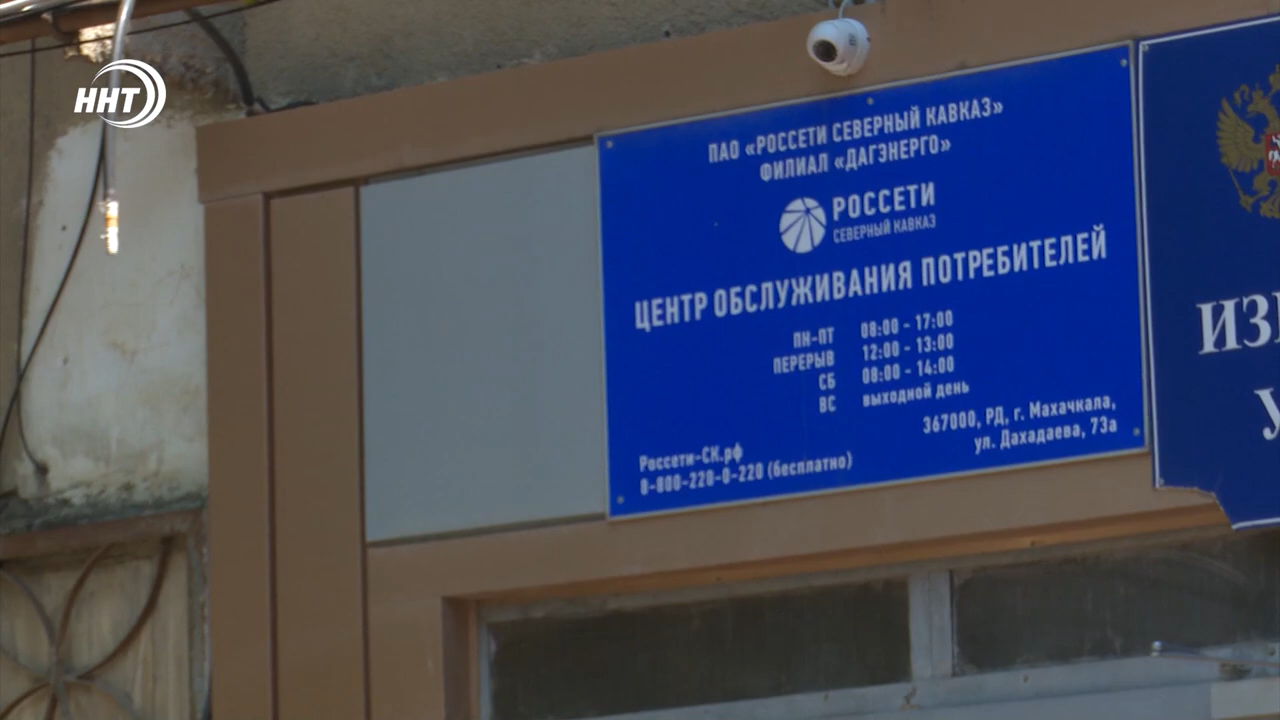 ННТ
ПАО «РОССЕТИ СЕВЕРНЫЙ КАВКАЗ»
ФИЛИАЛ «ДАГЭНЕРГО»
РОССЕТИ
СЕВЕРНЫЙ КАВКАЗ
ЦЕНТР ОБСЛУЖИВАНИЯ ПОТРЕБИТЕЛЕЙ
ПН-ПТ 08:00 - 17:00
ПЕРЕРЫВ 12:00 - 13:00
СБ 08:00 - 14:00
ВС выходной день
367000, РД, г. Махачкала,
ул. Дахадаева, 73а
Россети-СК.рф
8-800-220-0-220 (бесплатно)